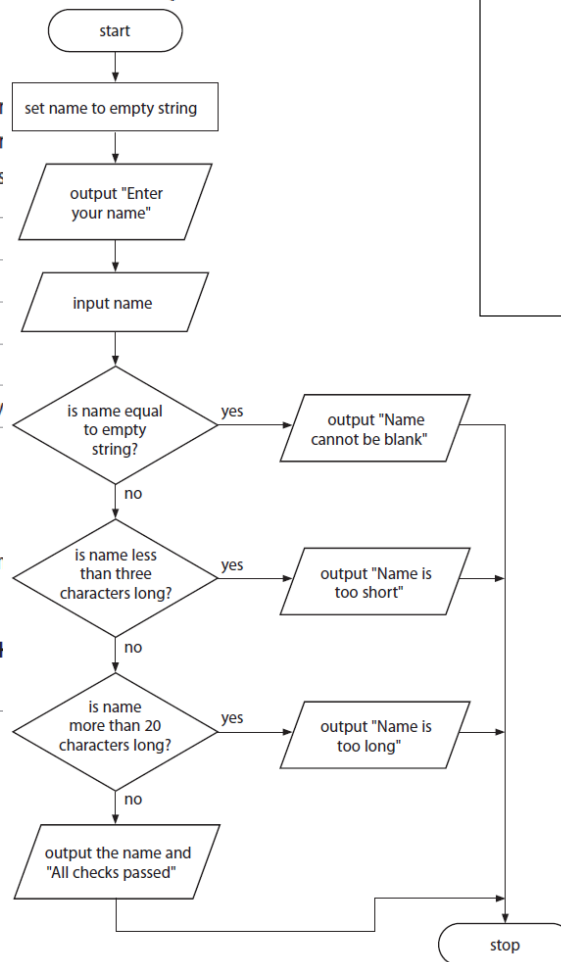 start
set name to empty string
output "Enter
your name"
input name
is name equal
to empty
string?
yes
output "Name
cannot be blank"
no
is name less
than three
characters long?
yes
output "Name is
too short"
no
is name
more than 20
characters long?
yes
output "Name is
too long"
no
output the name and
"All checks passed"
stop